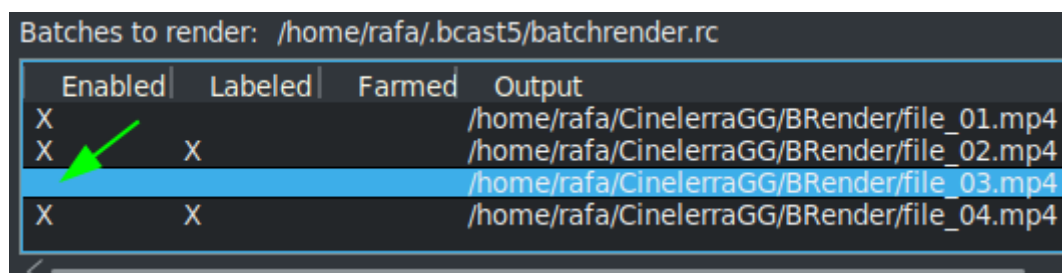 Batches to render: /home/rafa/.bcast5/batchrender.rc
Enabled Labeled Farmed Output
X /home/rafa/CinelerraGG/BRender/file_01.mp4
X X /home/rafa/CinelerraGG/BRender/file_02.mp4
/home/rafa/CinelerraGG/BRender/file_03.mp4
X X /home/rafa/CinelerraGG/BRender/file_04.mp4